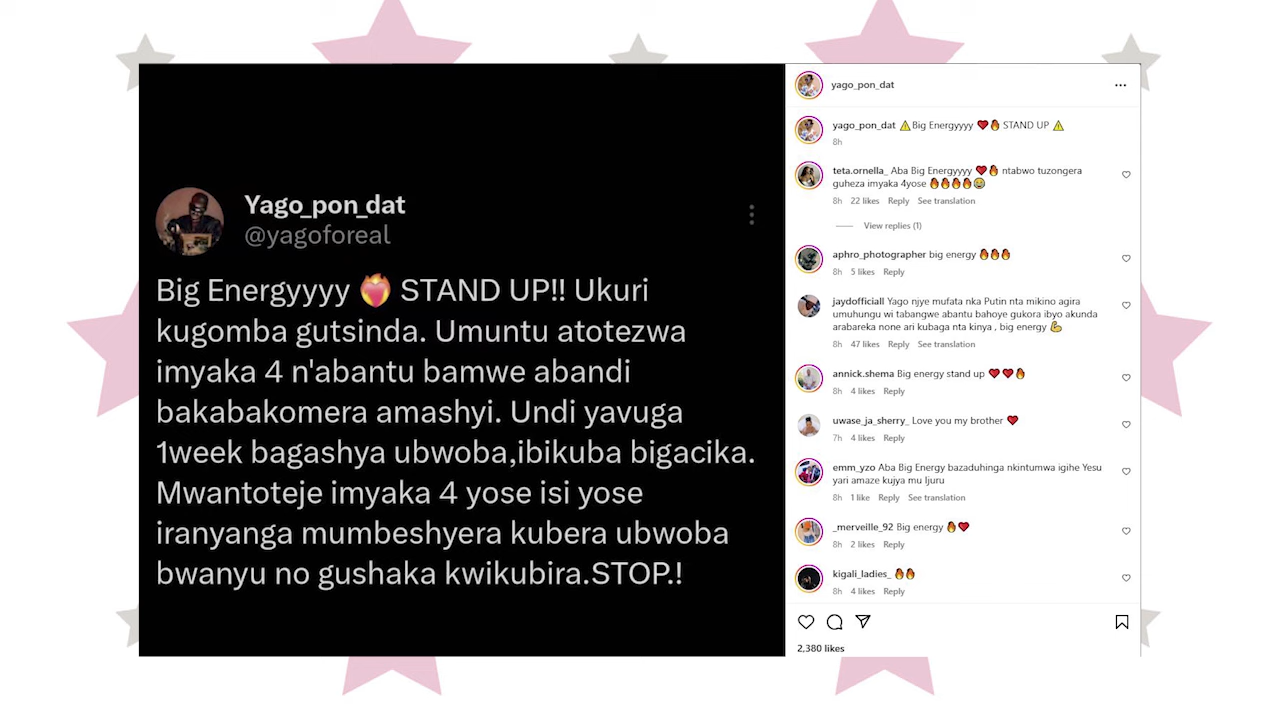 Yago_pon_dat
@yagoforeal
Big Energyyyy ❤️‍🔥 STAND UP!! Ukuri
kugomba gutsinda. Umuntu atotezwa
imyaka 4 n'abantu bamwe abandi
bakabakomera amashyi. Undi yavuga
1week bagashya ubwoba,ibikuba bigacika.
Mwantoteje imyaka 4 yose isi yose
iranyanga mumbeshyera kubera ubwoba
bwanyu no gushaka kwikubira.STOP.!
yago_pon_dat
yago_pon_dat ⚠️Big Energyyyy ❤️🔥 STAND UP ⚠️
8h
teta.ornella_ Aba Big Energyyyy ❤️🔥 ntabwo tuzongera
guheza imyaka 4yose 🔥🔥🔥🔥😂
8h 22 likes Reply See translation
View replies (1)
aphro_photographer big energy 🔥🔥🔥
8h 5 likes Reply
jaydofficiall Yago njye mufata nka Putin nta mikino agira
umuhungu wi tabangwe abantu bahoye gukora ibyo akunda
arabareka none ari kubaga nta kinya , big energy 💪
8h 47 likes Reply See translation
annick.shema Big energy stand up ❤️❤️🔥
8h 4 likes Reply
uwase_ja_sherry_ Love you my brother ❤️
7h 4 likes Reply
emm_yzo Aba Big Energy bazaduhinga nkintumwa igihe Yesu
yari amaze kujya mu Ijuru
8h 1 like Reply See translation
_merveille_92 Big energy 🔥❤️
8h 2 likes Reply
kigali_ladies_ 🔥🔥
8h 4 likes Reply
2,380 likes